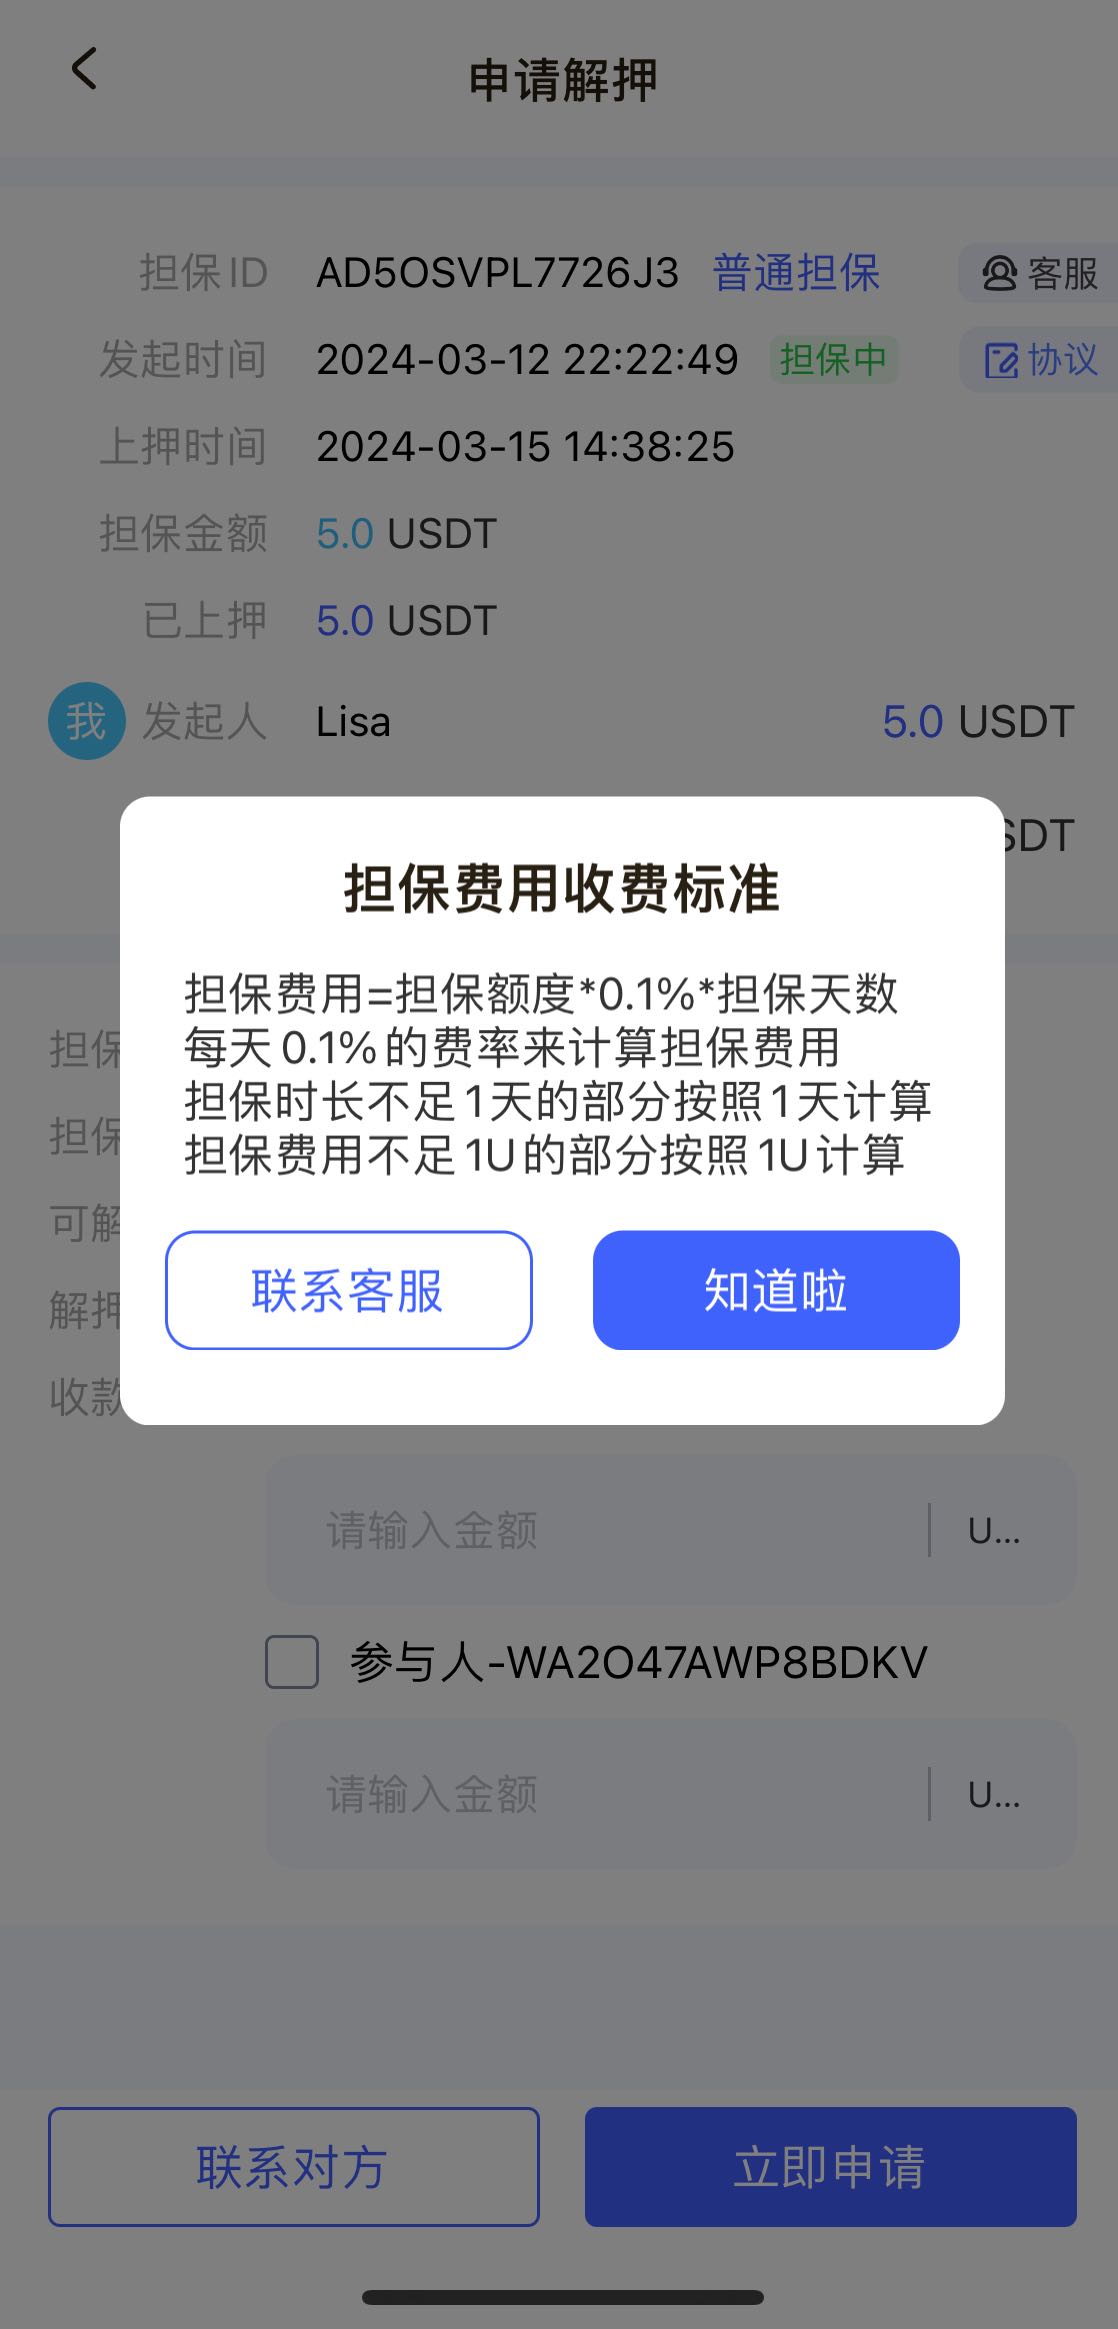 申请解押
担保ID AD5OSVPL7726J3 普通担保 客服
发起时间 2024-03-12 22:22:49 担保中 协议
上押时间 2024-03-15 14:38:25
担保金额 5.0 USDT
已上押 5.0 USDT
我 发起人 Lisa 5.0 USDT
SDT
担保费用收费标准
担保费用=担保额度*0.1%*担保天数
每天0.1%的费率来计算担保费用
担保时长不足1天的部分按照1天计算
担保费用不足1U的部分按照1U计算
联系客服 知道啦
担保
担保
可解
解押
收款
请输入金额 U...
参与人-WA2O47AWP8BDKV
请输入金额 U...
联系对方 立即申请